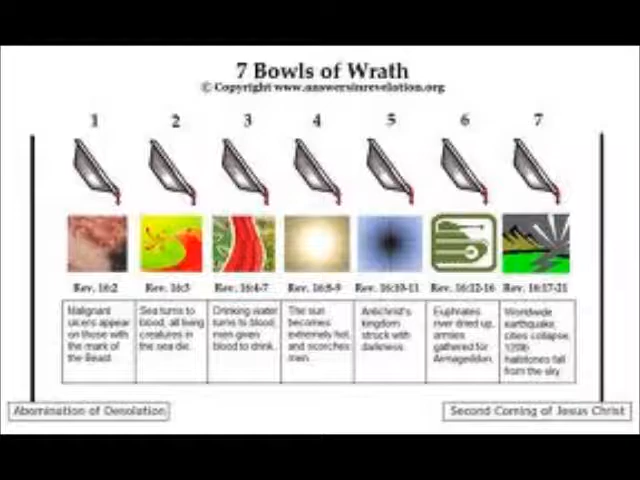 7 Bowls of Wrath
© Copyright www.answersinrevelation.org
1 2 3 4 5 6 7
Rev. 16:2 Rev. 16:3 Rev. 16:4-7 Rev. 16:8-9 Rev. 16:10-11 Rev. 16:12-16 Rev. 16:17-21
Malignant
ulcers appear
on those with
the mark of
the Beast
Sea turns to
blood, all living
creatures in
the sea die.
Drinking water
turns to blood,
men given
blood to drink.
The sun
becomes
extremely hot,
and scorches
men.
Antichrist's
kingdom
struck with
darkness.
Euphrates
river dried up,
armies
gathered for
Armageddon.
Worldwide
earthquake,
cities collapse,
hailstones fall
from the sky.
Abomination of Desolation
Second Coming of Jesus Christ